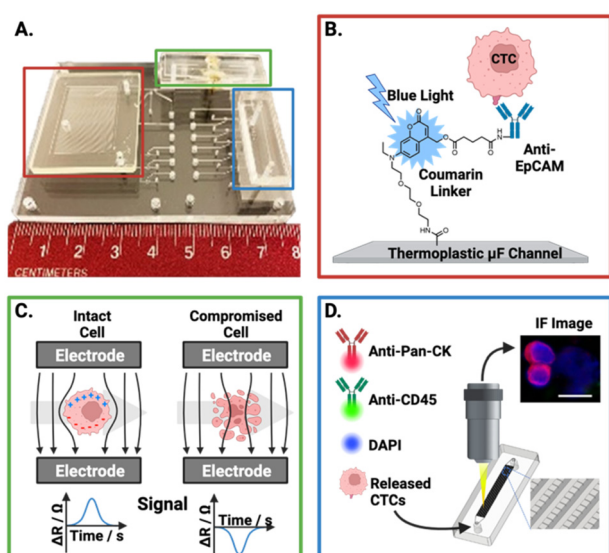 A.
1 2 3 4 5 6 7 8
CENTIMETERS
B.
CTC
Blue Light
O
O
O
O
O
N
H
N
Anti-
EpCAM
Coumarin
Linker
O
O
NH
O
Thermoplastic µF Channel
C.
Intact
Cell
Compromised
Cell
Electrode
Electrode
Electrode
Electrode
Signal
ΔR / Ω
Time / s
ΔR / Ω
Time / s
D.
IF Image
Anti-Pan-CK
Anti-CD45
DAPI
Released
CTCs